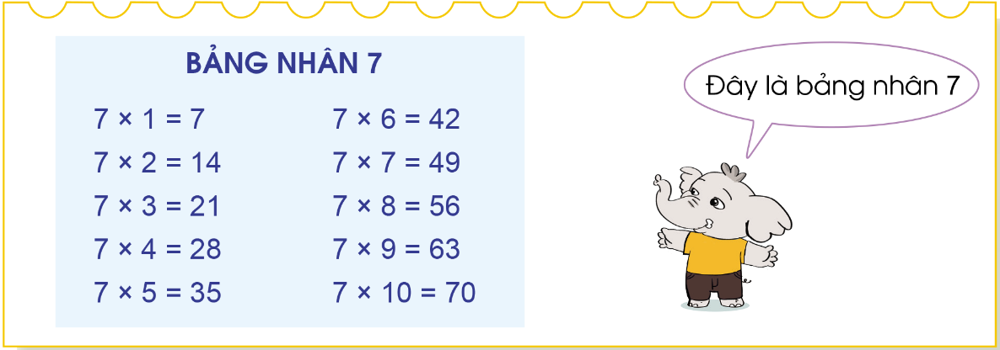 BẢNG NHÂN 7
7 × 1 = 7
7 × 2 = 14
7 × 3 = 21
7 × 4 = 28
7 × 5 = 35
7 × 6 = 42
7 × 7 = 49
7 × 8 = 56
7 × 9 = 63
7 × 10 = 70
Đây là bảng nhân 7